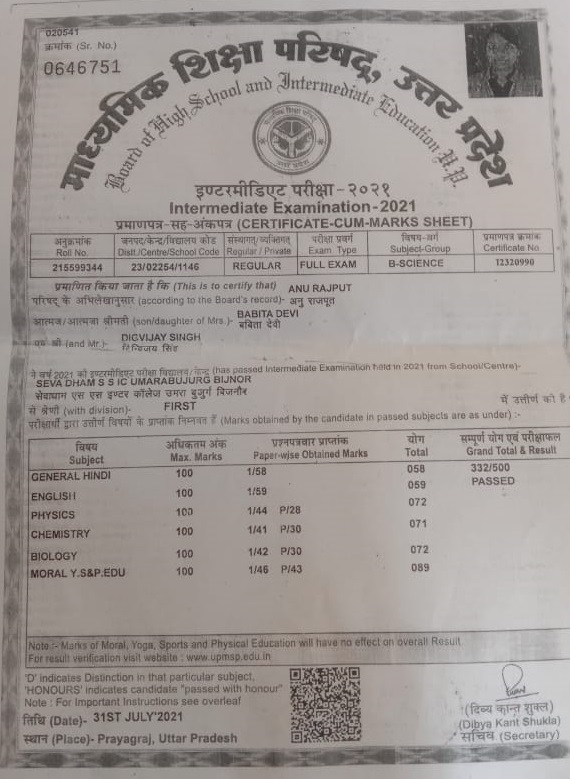 020541
क्रमांक (Sr. No.)
0646751
माध्यमिक शिक्षा परिषद्, उत्तर प्रदेश
Board of High School and Intermediate Education U.P.
इण्टरमीडिएट परीक्षा - २०२१
Intermediate Examination-2021
प्रमाणपत्र-सह-अंकपत्र (CERTIFICATE-CUM-MARKS SHEET)
अनुक्रमांक जनपद/केन्द्र/विद्यालय कोड संस्थागत/व्यक्तिगत परीक्षा प्रवर्ग विषय-वर्ग प्रमाणपत्र क्रमांक
Roll No. Distt./Centre/School Code Regular / Private Exam. Type Subject-Group Certificate No.
215599344 23/02254/1146 REGULAR FULL EXAM B-SCIENCE 12320990
प्रमाणित किया जाता है कि (This is to certify that) ANU RAJPUT
परिषद् के अभिलेखानुसार (according to the Board's record)- अनु राजपूत
आत्मज/आत्मजा श्रीमती (son/daughter of Mrs.)- BABITA DEVI
बबिता देवी
एवं श्री (and Mr.)- DIGVIJAY SINGH
दिग्विजय सिंह
ने वर्ष 2021 की इण्टरमीडिएट परीक्षा विद्यालय/केन्द्र (has passed Intermediate Examination held in 2021 from School/Centre)-
SEVA DHAM S S IC UMARABUJURG BIJNOR
सेवाधाम एस एस इण्टर कॉलेज उमरा बुजुर्ग बिजनौर
में उत्तीर्ण की है
से श्रेणी (with division)- FIRST
परीक्षार्थी द्वारा उत्तीर्ण विषयों के प्राप्तांक निम्नवत हैं (Marks obtained by the candidate in passed subjects are as under) :-
विषय अधिकतम अंक प्रश्नपत्रवार प्राप्तांक योग सम्पूर्ण योग एवं परीक्षाफल
Subject Max. Marks Paper-wise Obtained Marks Total Grand Total & Result
GENERAL HINDI 100 1/58 058 332/500
ENGLISH 100 1/59 059 PASSED
PHYSICS 100 1/44 P/28 072
CHEMISTRY 100 1/41 P/30 071
BIOLOGY 100 1/42 P/30 072
MORAL Y.S&P.EDU 100 1/46 P/43 089
Note :- Marks of Moral, Yoga, Sports and Physical Education will have no effect on overall Result
For result verification visit website : www.upmsp.edu.in
'D' indicates Distinction in that particular subject,
'HONOURS' indicates candidate "passed with honour"
Note : For Important Instructions see overleaf
तिथि (Date)- 31ST JULY'2021
स्थान (Place)- Prayagraj, Uttar Pradesh
(दिब्य कान्त शुक्ल)
(Dibya Kant Shukla)
सचिव (Secretary)